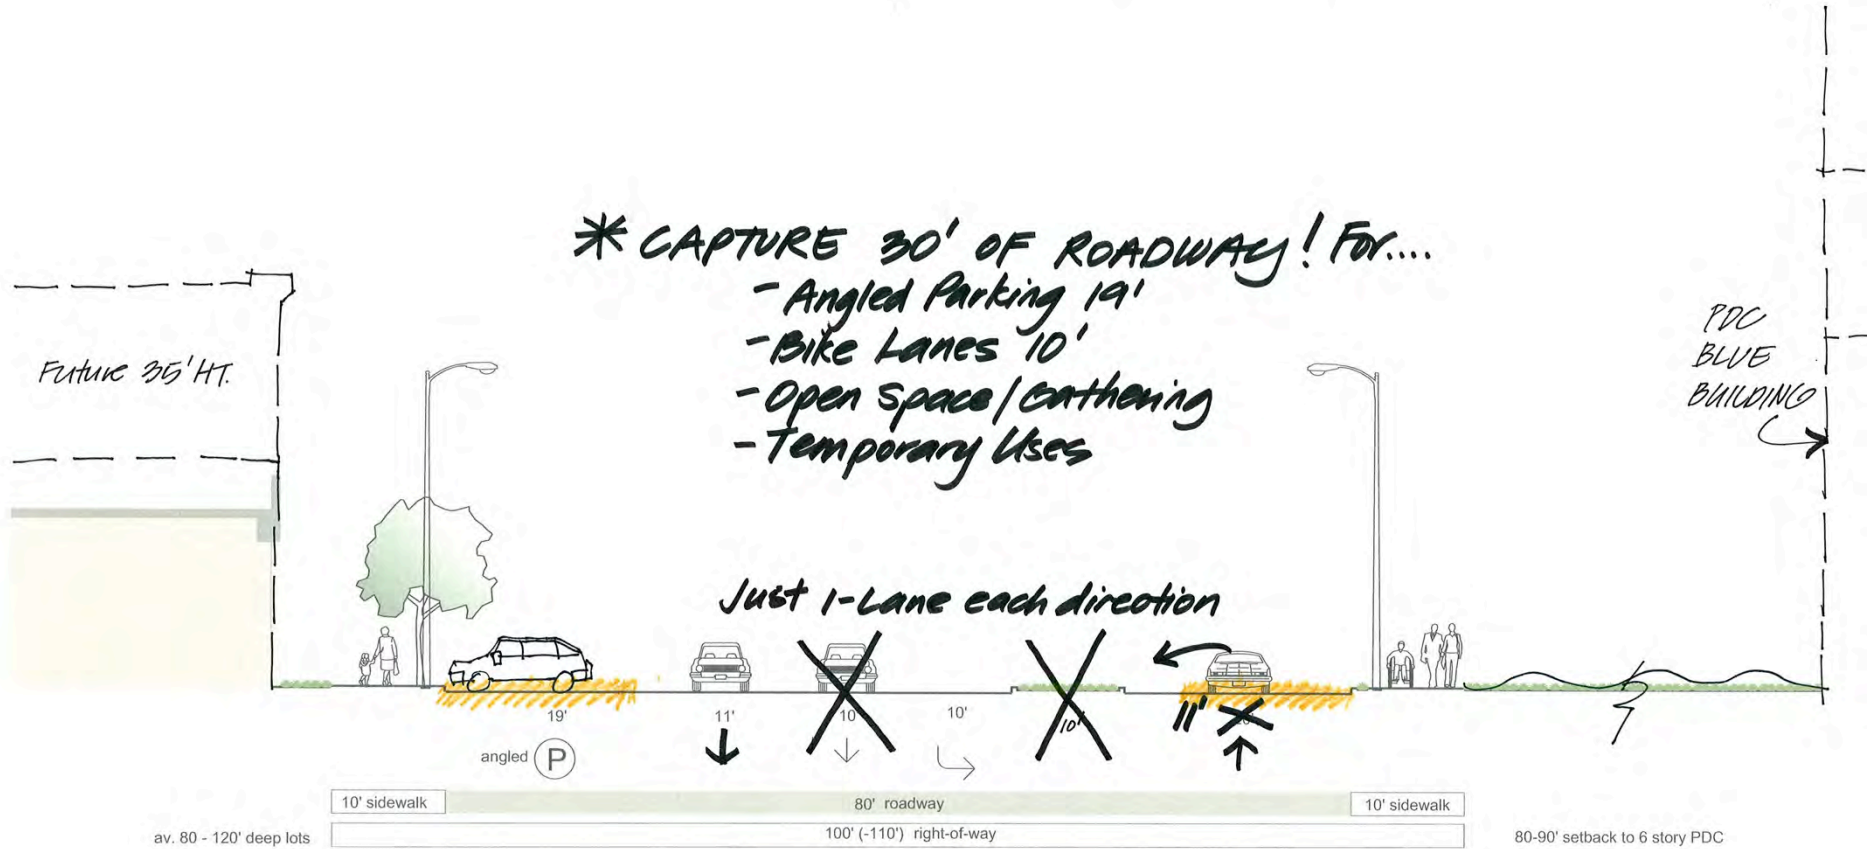 * CAPTURE 30' OF ROADWAY! For....
- Angled Parking 19'
- Bike Lanes 10'
- Open Space/Gathering
- Temporary Uses
Future 35' HT.
PDC
BLUE
BUILDING
Just 1-Lane each direction
19'
11'
10'
10'
10'
11'
angled P
10' sidewalk
80' roadway
10' sidewalk
av. 80 - 120' deep lots
100' (-110') right-of-way
80-90' setback to 6 story PDC